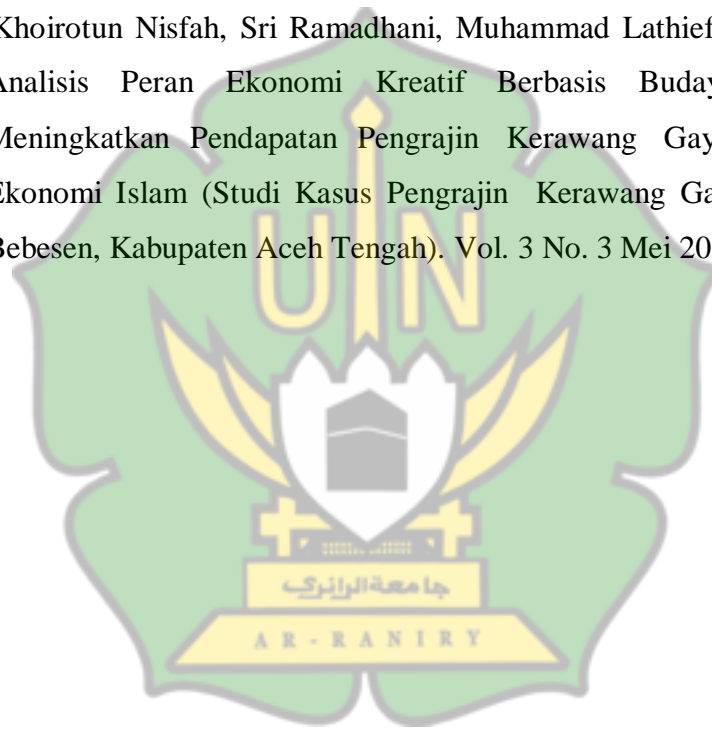 Khoirotun Nisfah, Sri Ramadhani, Muhammad Lathief
Analisis Peran Ekonomi Kreatif Berbasis Buday
Meningkatkan Pendapatan Pengrajin Kerawang Gay
Ekonomi Islam (Studi Kasus Pengrajin Kerawang Ga
Bebesen, Kabupaten Aceh Tengah). Vol. 3 No. 3 Mei 20
UIN
جامعة الرانري
AR-RANIRY